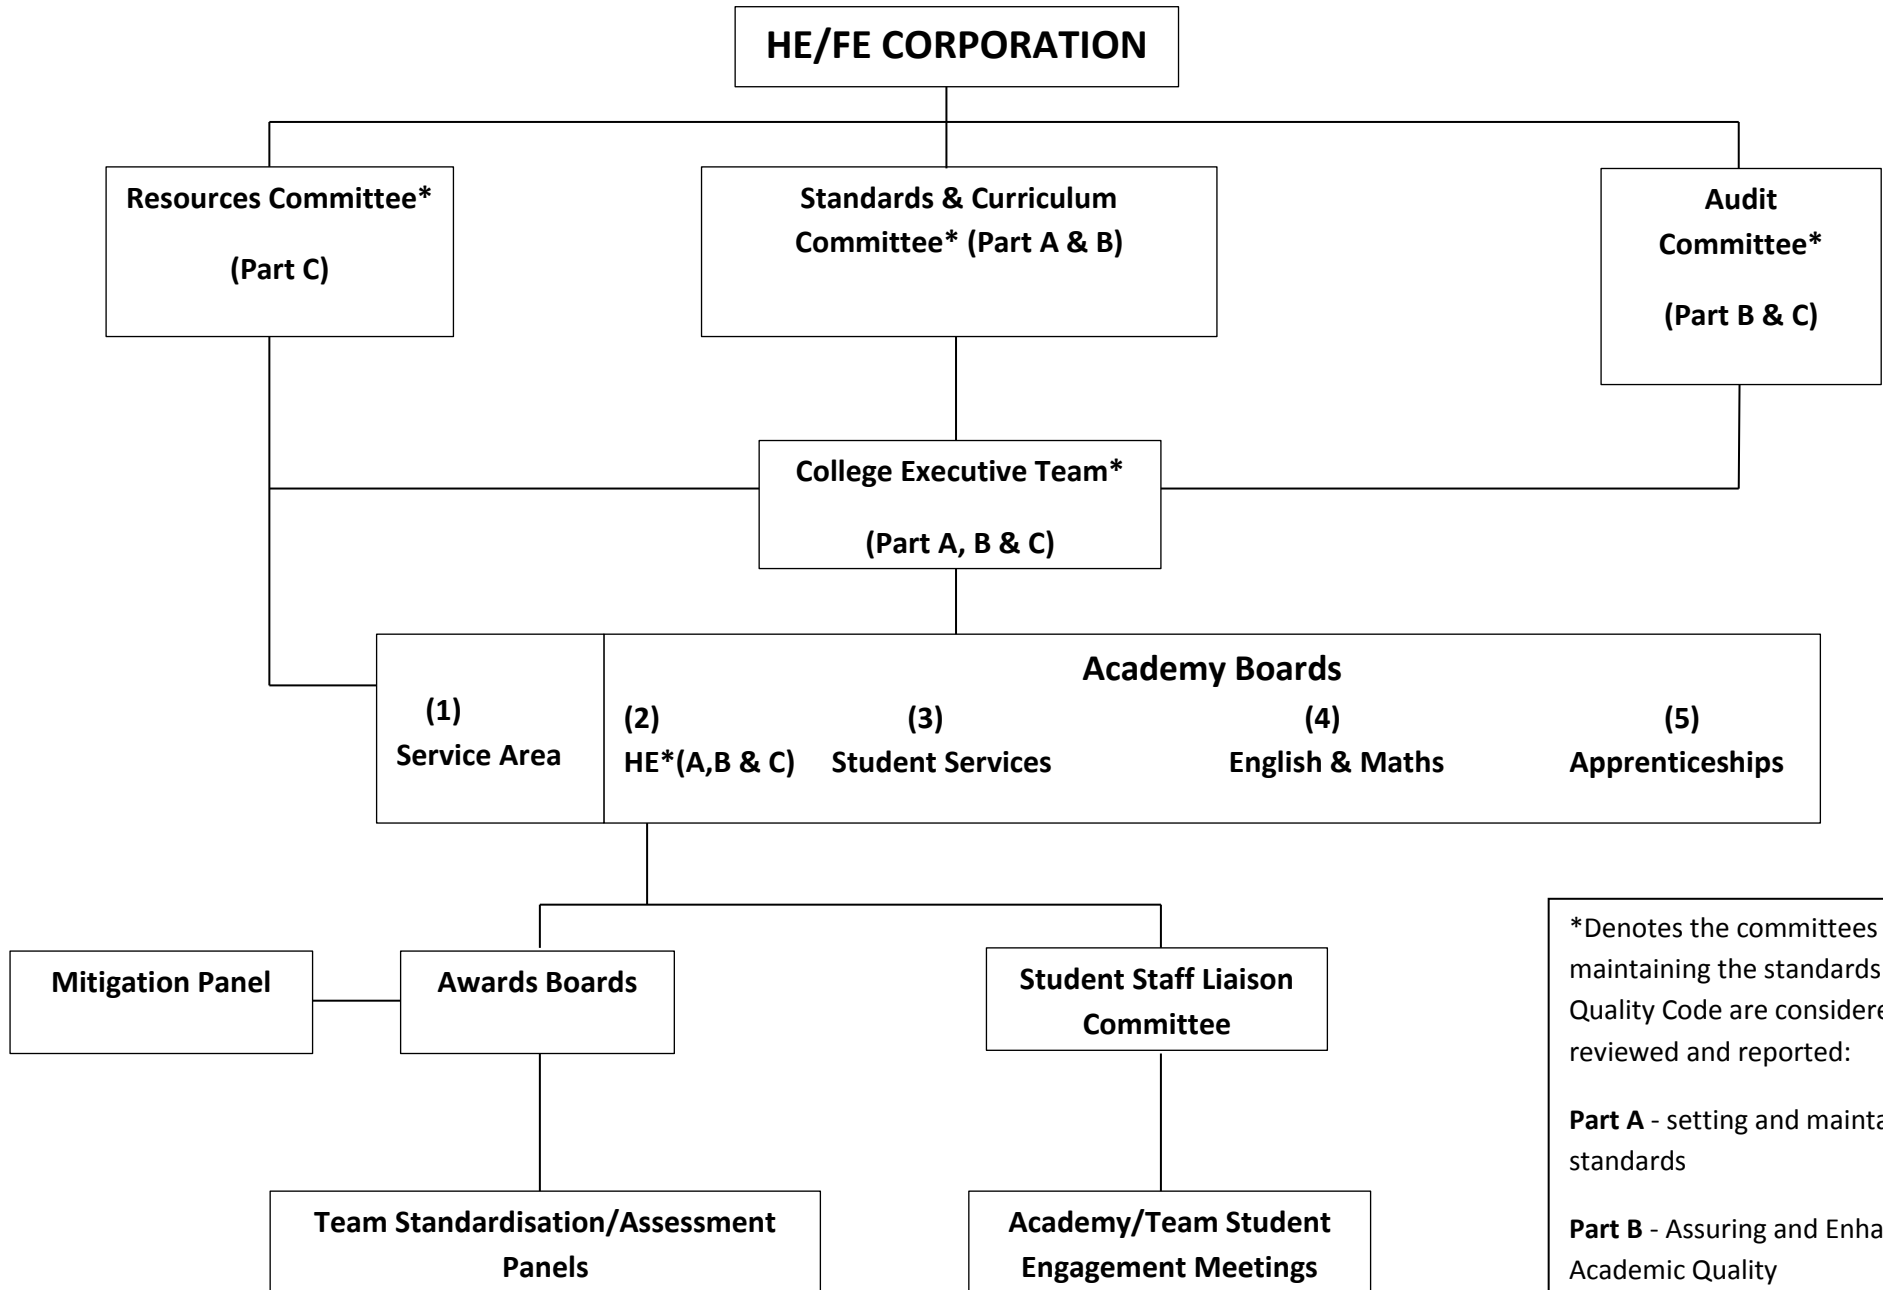 HE/FE CORPORATION
Resources Committee*
(Part C)
Standards & Curriculum
Committee* (Part A & B)
Audit
Committee*
(Part B & C)
College Executive Team*
(Part A, B & C)
Academy Boards
(1)
Service Area
(2)
HE*(A,B & C)
(3)
Student Services
(4)
English & Maths
(5)
Apprenticeships
Mitigation Panel
Awards Boards
Student Staff Liaison
Committee
Team Standardisation/Assessment
Panels
Academy/Team Student
Engagement Meetings
*Denotes the committees
maintaining the standards
Quality Code are
reviewed and reported:
Part A - setting and
standards
Part B - Assuring and
Academic Quality